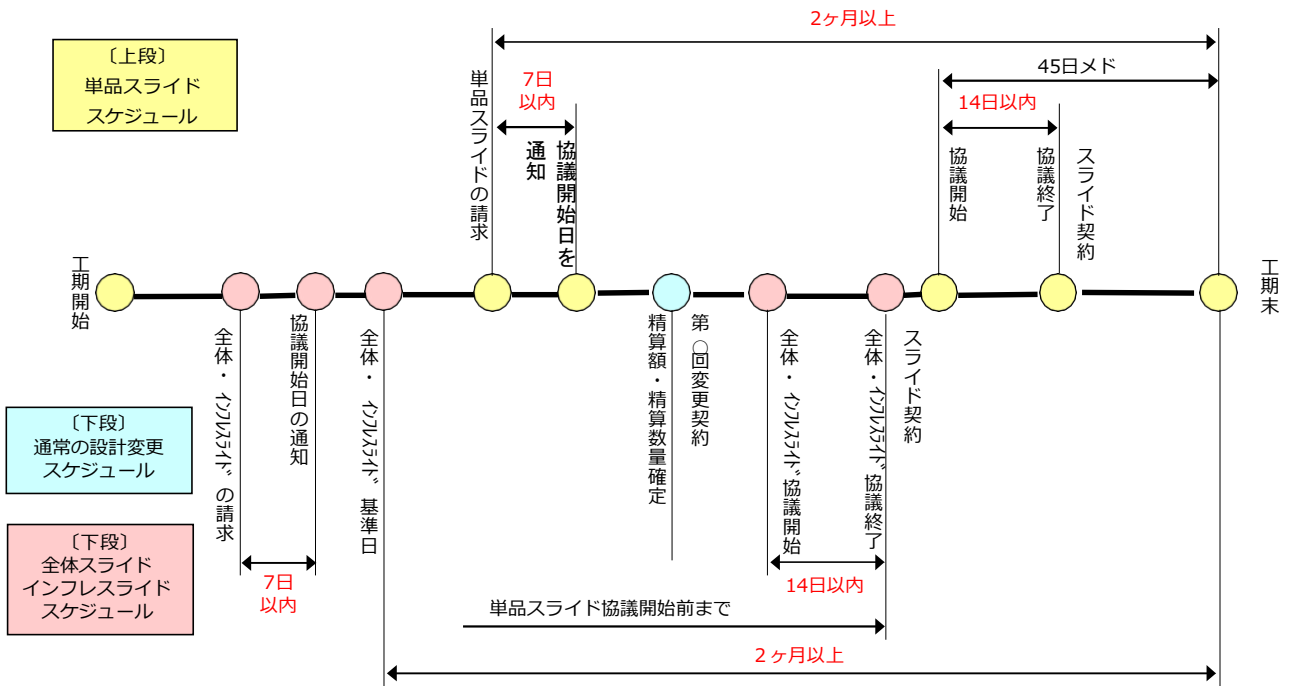 2ヶ月以上
〔上段〕
単品スライド
スケジュール
45日メド
7日
以内
14日以内
単品スライドの請求
協議開始日を
通知
協議開始
協議終了
スライド契約
工期開始
工期末
全体・ｲﾝﾌﾚｽﾗｲﾄﾞの請求
協議開始日の通知
全体・ｲﾝﾌﾚｽﾗｲﾄﾞ基準日
第○回変更契約
精算額・精算数量確定
全体・ｲﾝﾌﾚｽﾗｲﾄﾞ協議開始
スライド契約
全体・ｲﾝﾌﾚｽﾗｲﾄﾞ協議終了
〔下段〕
通常の設計変更
スケジュール
〔下段〕
全体スライド
インフレスライド
スケジュール
7日
以内
14日以内
単品スライド協議開始前まで
２ヶ月以上